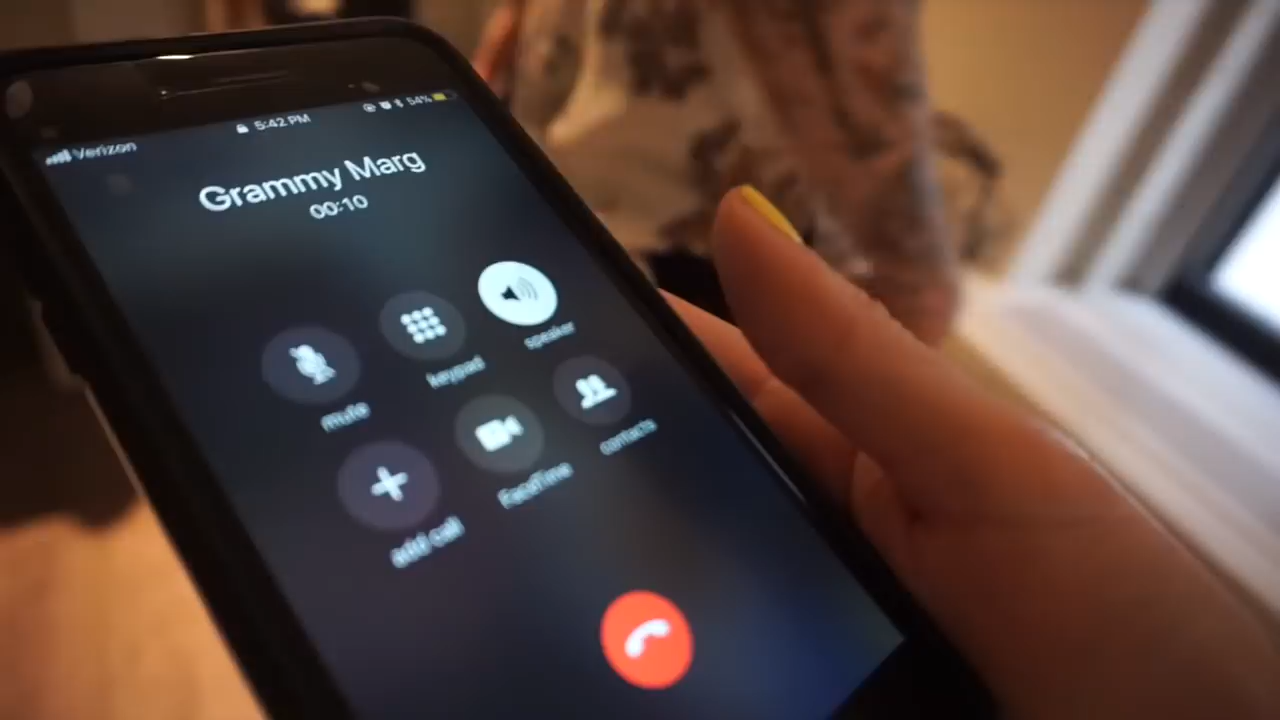 Verizon
5:42 PM
54%
Grammy Marg
00:10
mute
keypad
speaker
add call
FaceTime
contacts